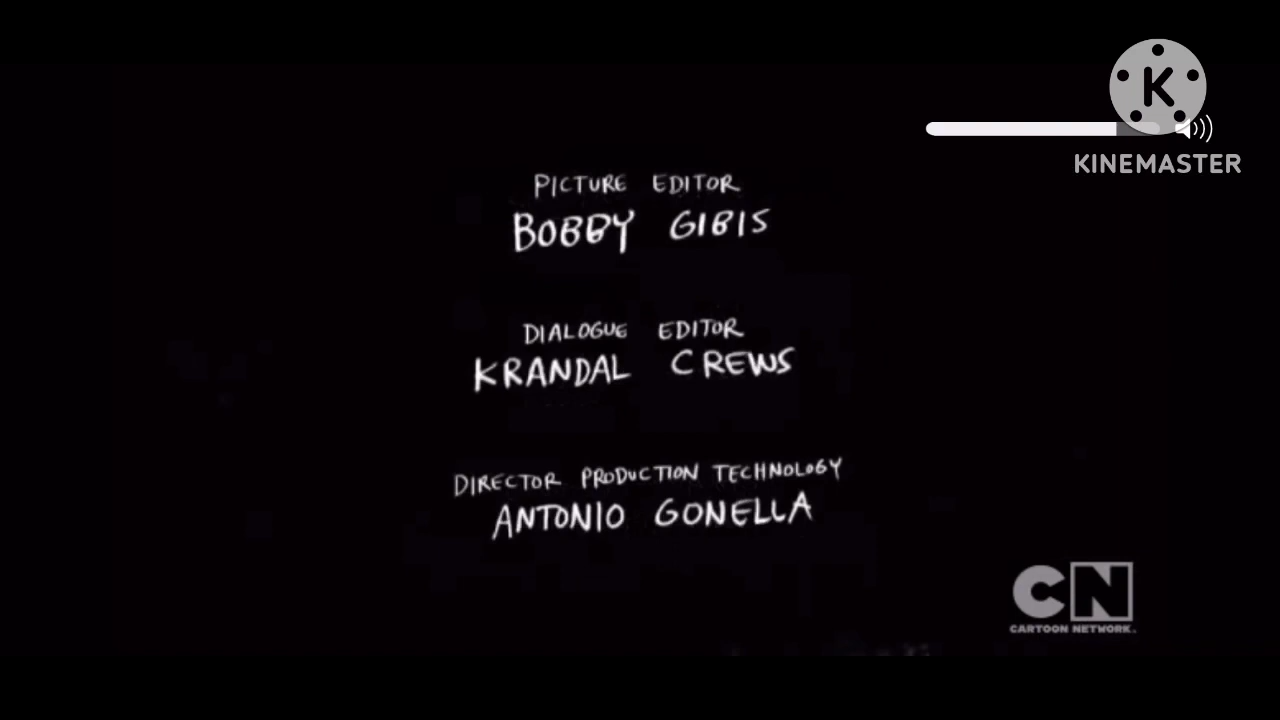 K
KINEMASTER
PICTURE EDITOR
BOBBY GIBIS
DIALOGUE EDITOR
KRANDAL CREWS
DIRECTOR PRODUCTION TECHNOLOGY
ANTONIO GONELLA
CN
CARTOON NETWORK.